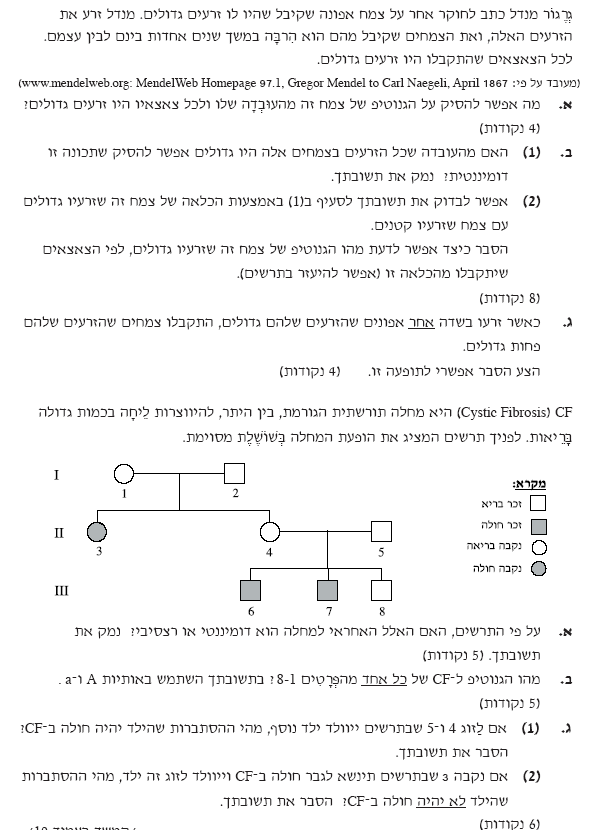 גְרֵגוֹר מנדל כתב לחוקר אחר על צמח אפונה שקיבל שהיו לו זרעים גדולים. מנדל זרע את
הזרעים האלה, ואת הצמחים שקיבל מהם הוא הִרבָּה במשך שנים אחדות בינם לבין עצמם.
לכל הצאצאים שהתקבלו היו זרעים גדולים.
(מעובד על פי: www.mendelweb.org: MendelWeb Homepage 97.1, Gregor Mendel to Carl Naegeli, April 1867)
א. מה אפשר להסיק על הגנוטיפ של צמח זה מהעוּבְדָה שלו ולכל צאצאיו היו זרעים גדולים?
(4 נקודות)
ב. (1) האם מהעובדה שכל הזרעים בצמחים אלה היו גדולים אפשר להסיק שתכונה זו
דומיננטית? נמק את תשובתך.
(2) אפשר לבדוק את תשובתך לסעיף ב(1) באמצעות הכלאה של צמח זה שזרעיו גדולים
עם צמח שזרעיו קטנים.
הסבר כיצד אפשר לדעת מהו הגנוטיפ של צמח זה שזרעיו גדולים, לפי הצאצאים
שיתקבלו מהכלאה זו (אפשר להיעזר בתרשים).
(8 נקודות)
ג. כאשר זרעו בשדה אחר אפונים שהזרעים שלהם גדולים, התקבלו צמחים שהזרעים שלהם
פחות גדולים.
הצע הסבר אפשרי לתופעה זו. (4 נקודות)
CF (Cystic Fibrosis) היא מחלה תורשתית הגורמת, בין היתר, להיווצרות לֵיחָה בכמות גדולה
בָּרֵיאות. לפניך תרשים המציג את הופעת המחלה בְּשׁוֹשֶׁלֶת מסוימת.
I
1
2
מקרא:
זכר בריא
זכר חולה
נקבה בריאה
נקבה חולה
II
3
4
5
III
6
7
8
א. על פי התרשים, האם האלל האחראי למחלה הוא דומיננטי או רצסיבי? נמק את
תשובתך. (5 נקודות)
ב. מהו הגנוטיפ ל־CF של כל אחד מהפְּרָטִים 8-1? בתשובתך השתמש באותיות A ו־a .
(5 נקודות)
ג. (1) אם לַזוג 4 ו־5 שבתרשים ייוולד ילד נוסף, מהי ההסתברות שהילד יהיה חולה ב־CF?
הסבר את תשובתך.
(2) אם נקבה 3 שבתרשים תינשא לגבר חולה ב־CF וייוולד לזוג זה ילד, מהי ההסתברות
שהילד לא יהיה חולה ב־CF? הסבר את תשובתך.
(6 נקודות)